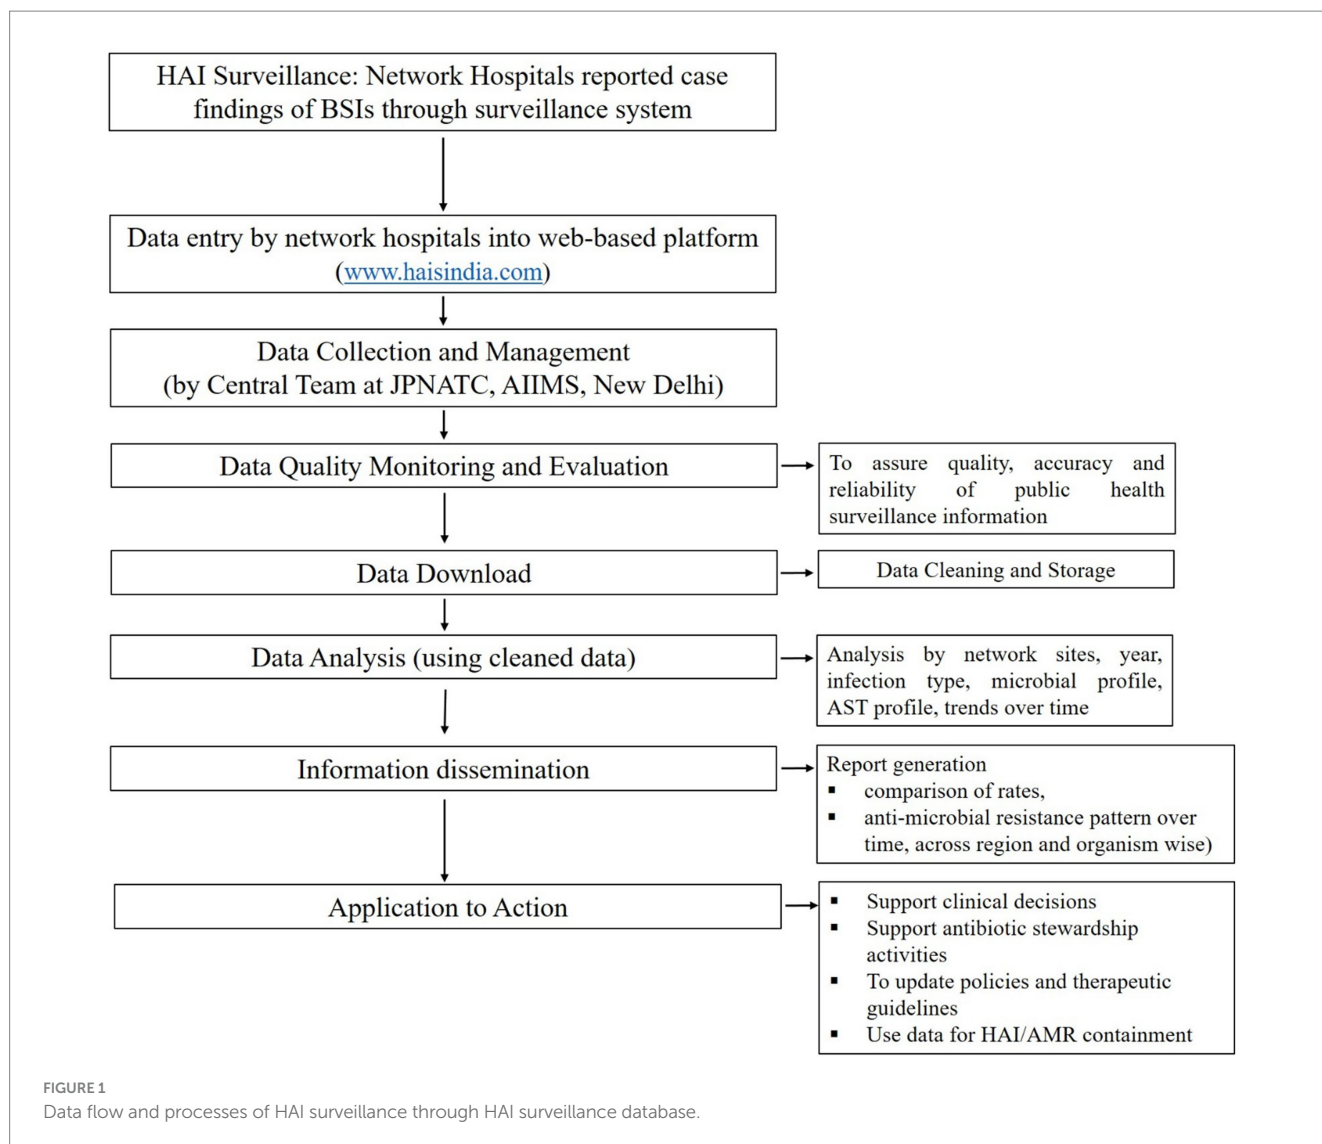 HAI Surveillance: Network Hospitals reported case
findings of BSIs through surveillance system
Data entry by network hospitals into web-based platform
(www.haisindia.com)
Data Collection and Management
(by Central Team at JPNATC, AIIMS, New Delhi)
Data Quality Monitoring and Evaluation
To assure quality, accuracy and
reliability of public health
surveillance information
Data Download
Data Cleaning and Storage
Data Analysis (using cleaned data)
Analysis by network sites, year,
infection type, microbial profile,
AST profile, trends over time
Information dissemination
Report generation
▪ comparison of rates,
▪ anti-microbial resistance pattern over
time, across region and organism wise)
Application to Action
▪ Support clinical decisions
▪ Support antibiotic stewardship
activities
▪ To update policies and therapeutic
guidelines
▪ Use data for HAI/AMR containment
FIGURE 1
Data flow and processes of HAI surveillance through HAI surveillance database.